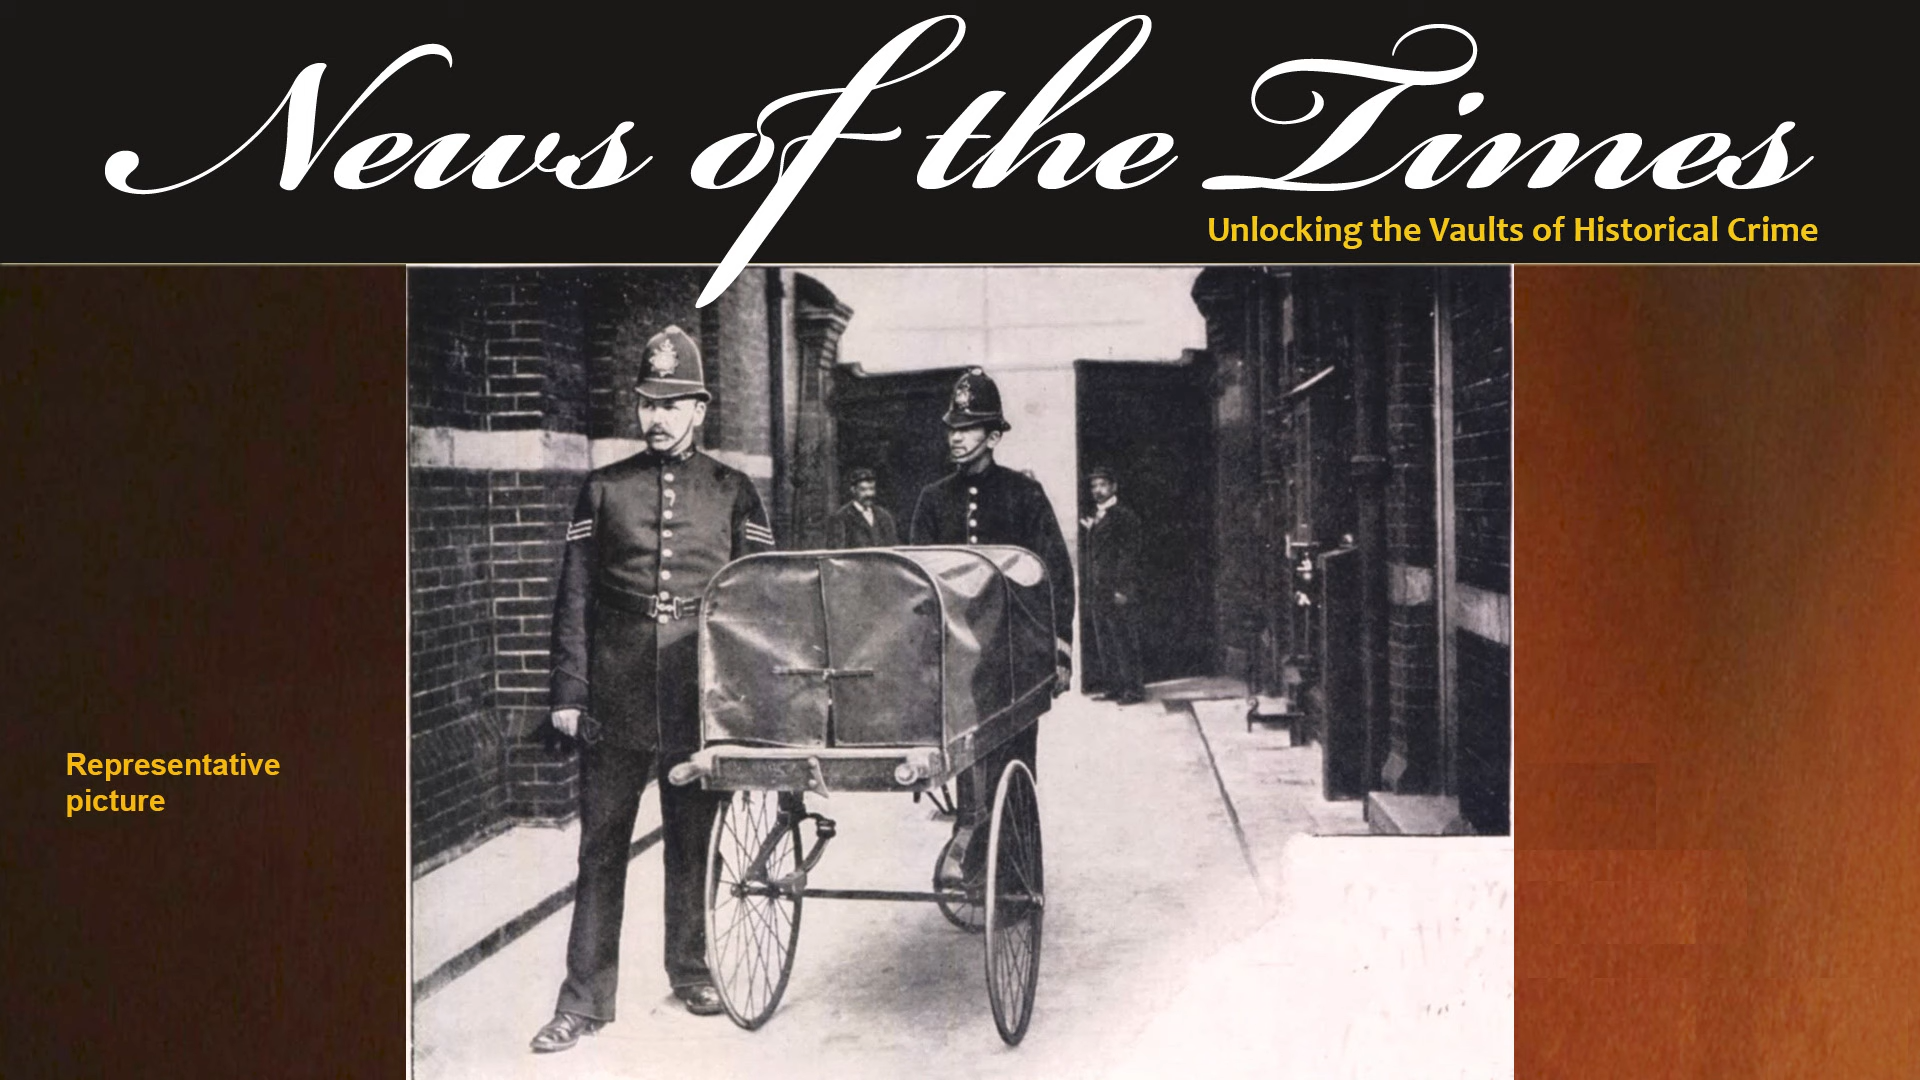 News of the Times
Unlocking the Vaults of Historical Crime
Representative
picture